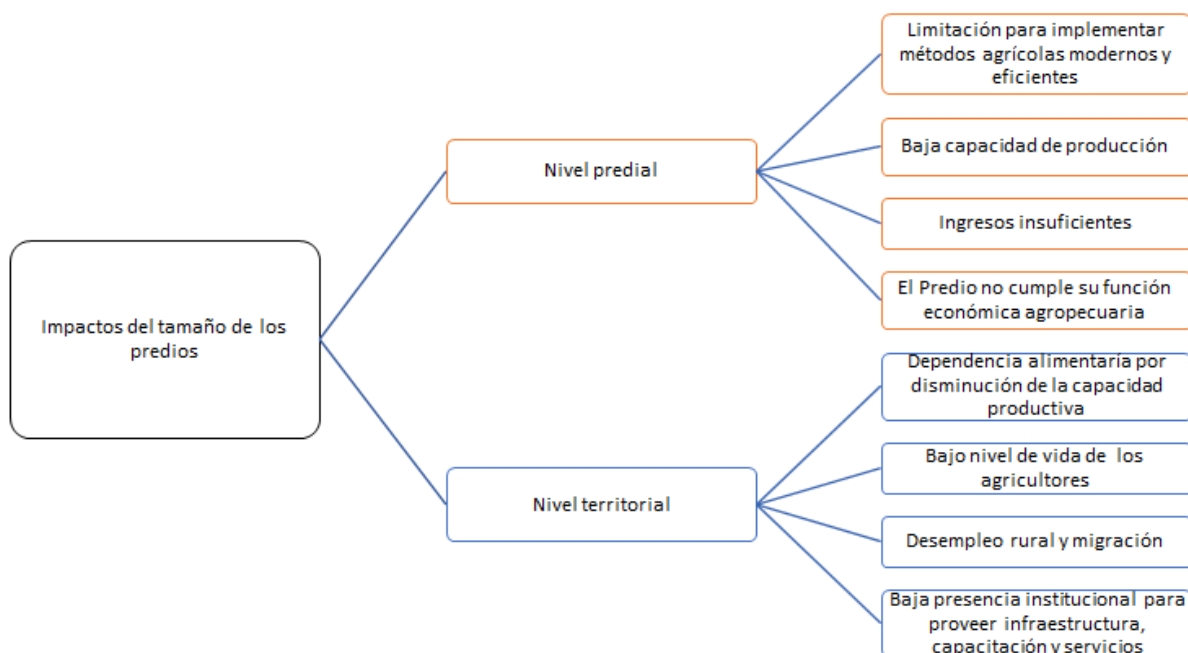 Limitación para implementar
métodos agrícolas modernos y
eficientes
Nivel predial
Baja capacidad de producción
Ingresos insuficientes
El Predio no cumple su función
económica agropecuaria
Impactos del tamaño de los
predios
Dependencia alimentaría por
disminución de la capacidad
productiva
Bajo nivel de vida de los
agricultores
Nivel territorial
Desempleo rural y migración
Baja presencia institucional para
proveer infraestructura,
capacitación y servicios